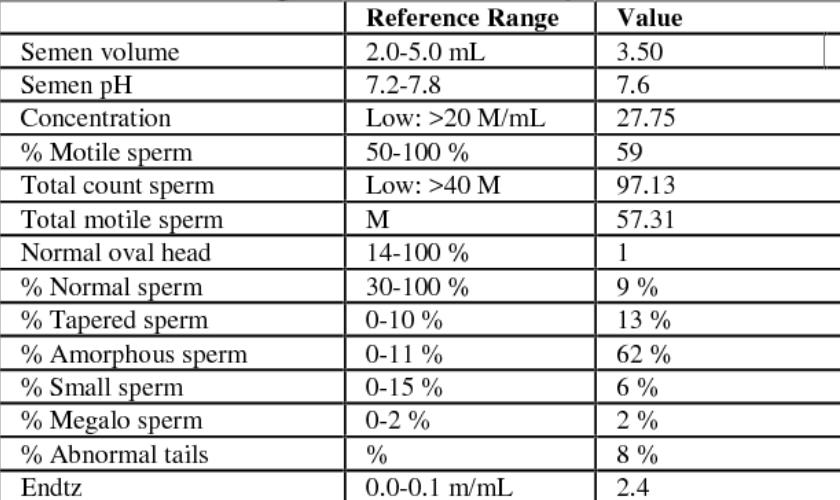 Reference Range Value
Semen volume 2.0-5.0 mL 3.50
Semen pH 7.2-7.8 7.6
Concentration Low: >20 M/mL 27.75
% Motile sperm 50-100 % 59
Total count sperm Low: >40 M 97.13
Total motile sperm M 57.31
Normal oval head 14-100 % 1
% Normal sperm 30-100 % 9 %
% Tapered sperm 0-10 % 13 %
% Amorphous sperm 0-11 % 62 %
% Small sperm 0-15 % 6 %
% Megalo sperm 0-2 % 2 %
% Abnormal tails % 8 %
Endtz 0.0-0.1 m/mL 2.4